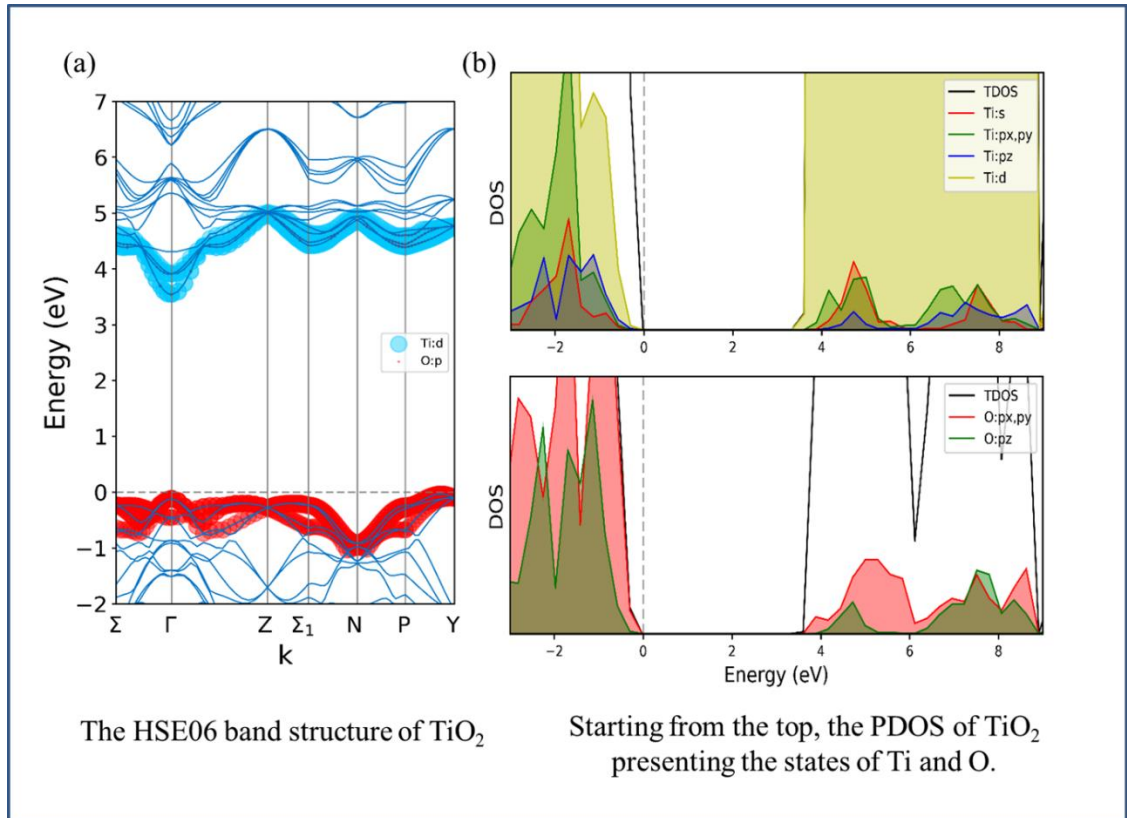 (a)
7
6
5
4
3
2
1
0
−1
−2
Energy (eV)
Ti:d
O:p
Σ Γ Z Σ₁ N P Y
k
The HSE06 band structure of TiO₂
(b)
DOS
TDOS
Ti:s
Ti:px,py
Ti:pz
Ti:d
−2 0 2 4 6 8
DOS
TDOS
O:px,py
O:pz
−2 0 2 4 6 8
Energy (eV)
Starting from the top, the PDOS of TiO₂
presenting the states of Ti and O.